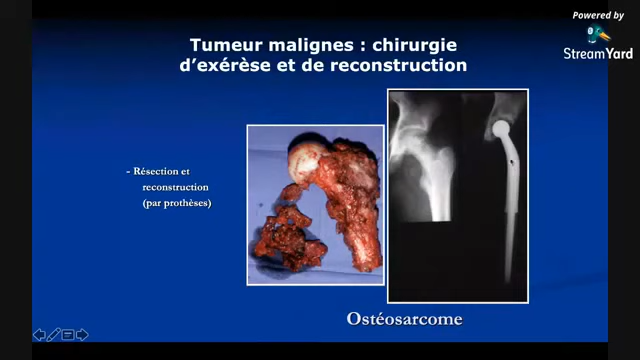 Powered by
StreamYard
Tumeur malignes : chirurgie
d'exérèse et de reconstruction
- Résection et
reconstruction
(par prothèses)
Ostéosarcome